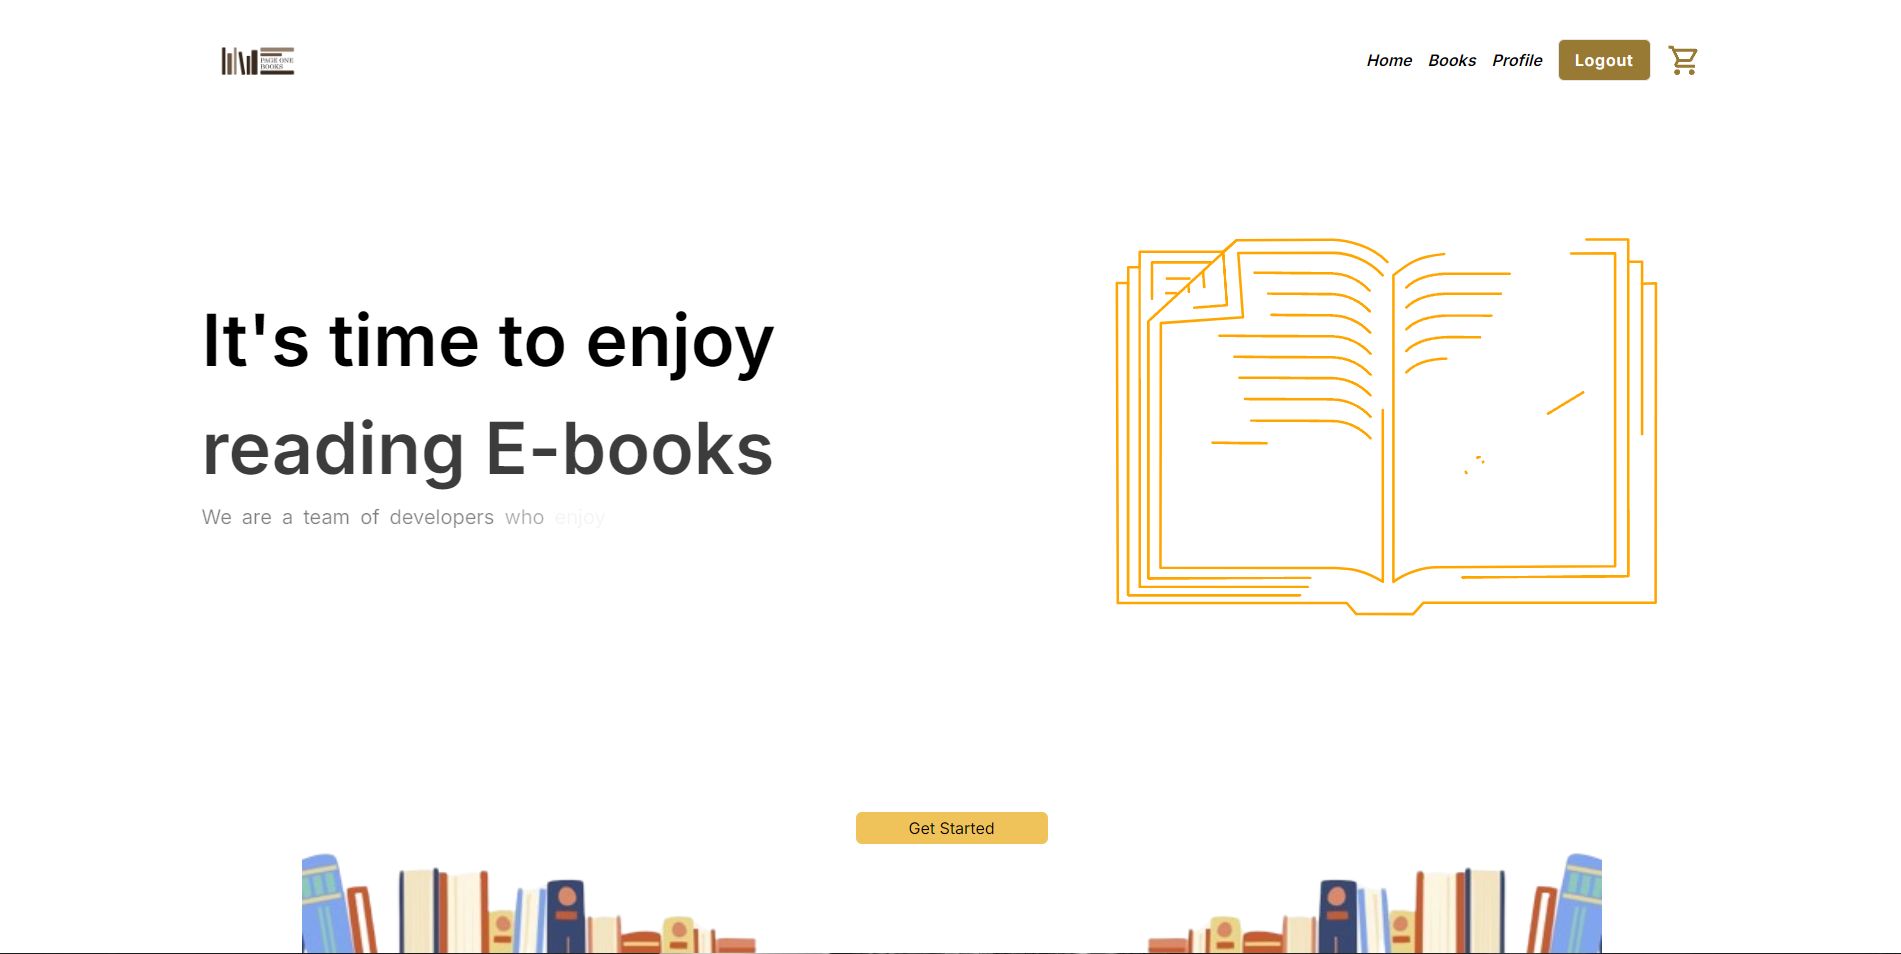 PAGE ONE
BOOKS
Home Books Profile Logout
It's time to enjoy
reading E-books
We are a team of developers who enjoy
Get Started